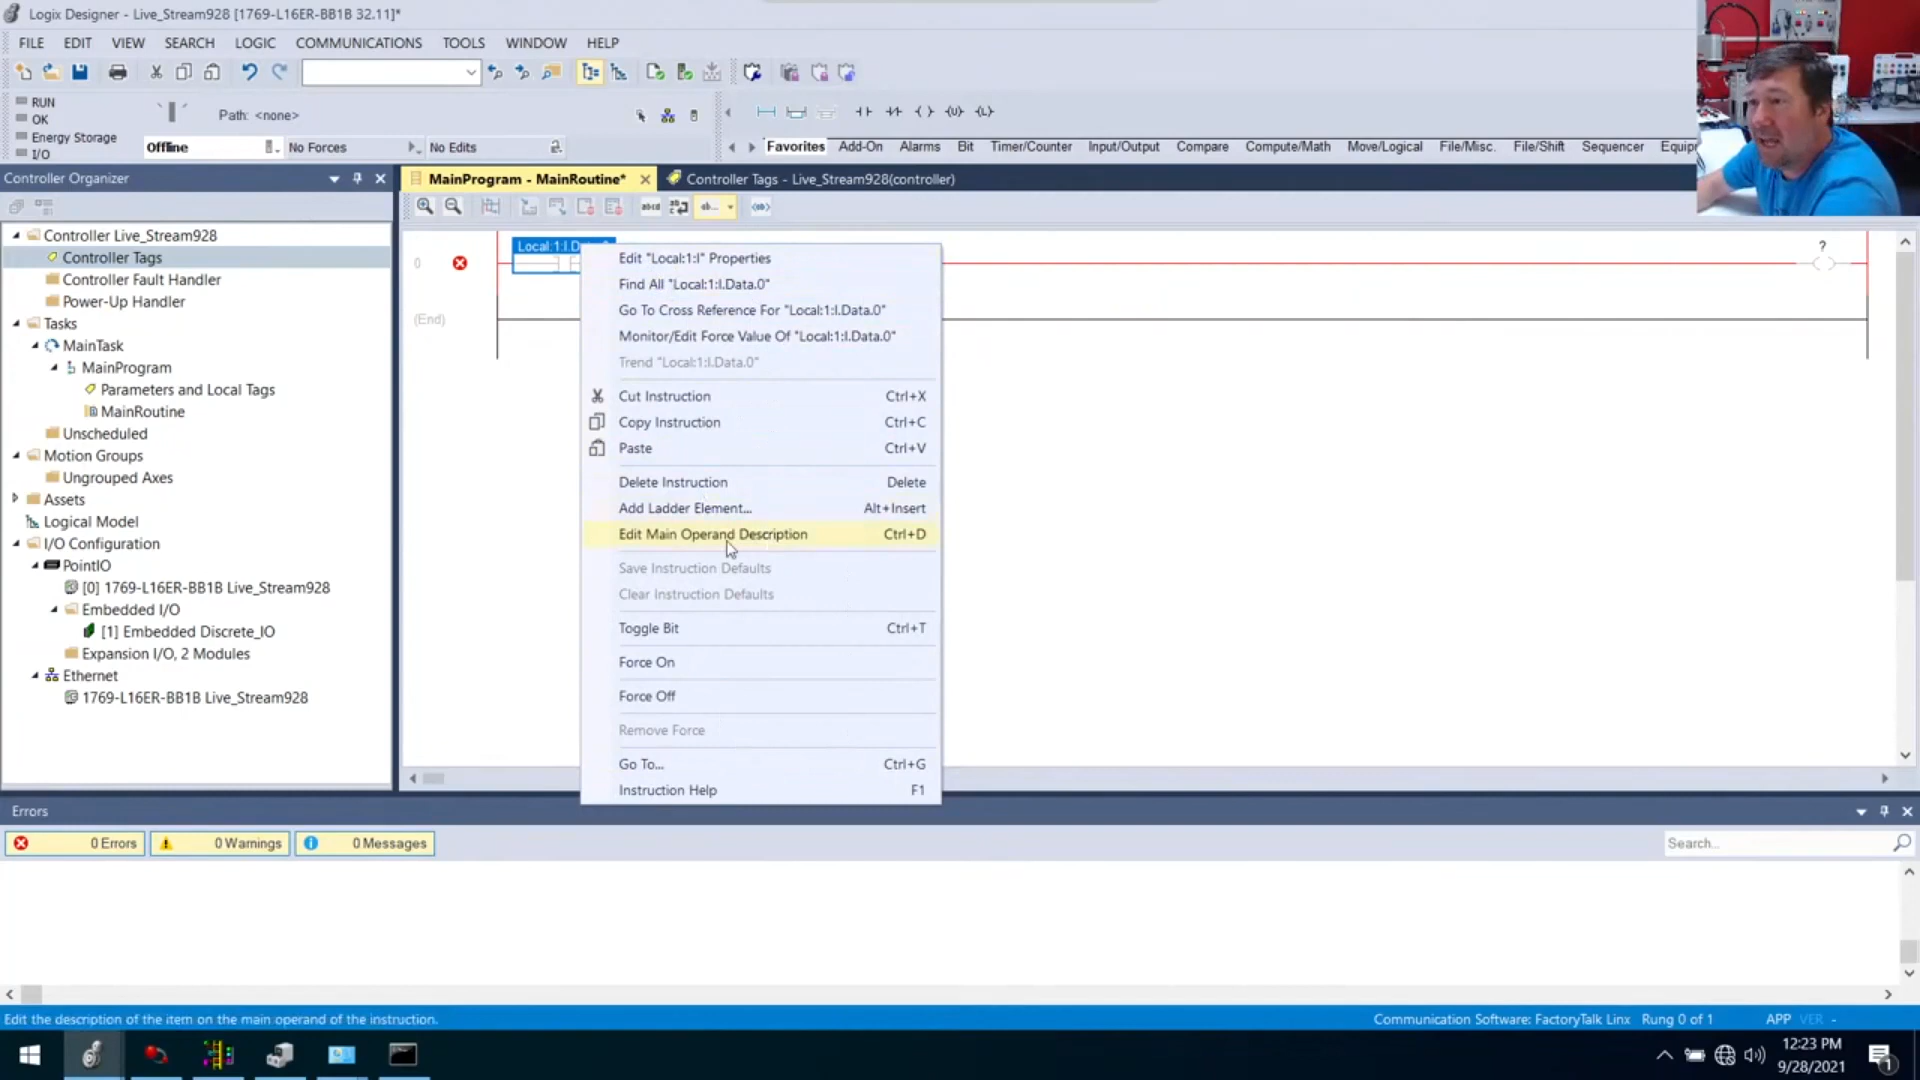 Logix Designer - Live_Stream928 [1769-L16ER-BB1B 32.11]*
FILE EDIT VIEW SEARCH LOGIC COMMUNICATIONS TOOLS WINDOW HELP
RUN
OK
Energy Storage
I/O
Path: <none>
Offline
No Forces
No Edits
Favorites Add-On Alarms Bit Timer/Counter Input/Output Compare Compute/Math Move/Logical File/Misc. File/Shift Sequencer Equip
Controller Organizer
Controller Live_Stream928
Controller Tags
Controller Fault Handler
Power-Up Handler
Tasks
MainTask
MainProgram
Parameters and Local Tags
MainRoutine
Unscheduled
Motion Groups
Ungrouped Axes
Assets
Logical Model
I/O Configuration
PointIO
[0] 1769-L16ER-BB1B Live_Stream928
Embedded I/O
[1] Embedded Discrete_IO
Expansion I/O, 2 Modules
Ethernet
1769-L16ER-BB1B Live_Stream928
MainProgram - MainRoutine*
Controller Tags - Live_Stream928(controller)
0
Local:1:I.D
?
(End)
Edit "Local:1:I" Properties
Find All "Local:1:I.Data.0"
Go To Cross Reference For "Local:1:I.Data.0"
Monitor/Edit Force Value Of "Local:1:I.Data.0"
Trend "Local:1:I.Data.0"
Cut Instruction Ctrl+X
Copy Instruction Ctrl+C
Paste Ctrl+V
Delete Instruction Delete
Add Ladder Element... Alt+Insert
Edit Main Operand Description Ctrl+D
Save Instruction Defaults
Clear Instruction Defaults
Toggle Bit Ctrl+T
Force On
Force Off
Remove Force
Go To... Ctrl+G
Instruction Help F1
Errors
0 Errors
0 Warnings
0 Messages
Search...
Edit the description of the item on the main operand of the instruction.
Communication Software: FactoryTalk Linx
Rung 0 of 1
APP VER
12:23 PM
9/28/2021
1